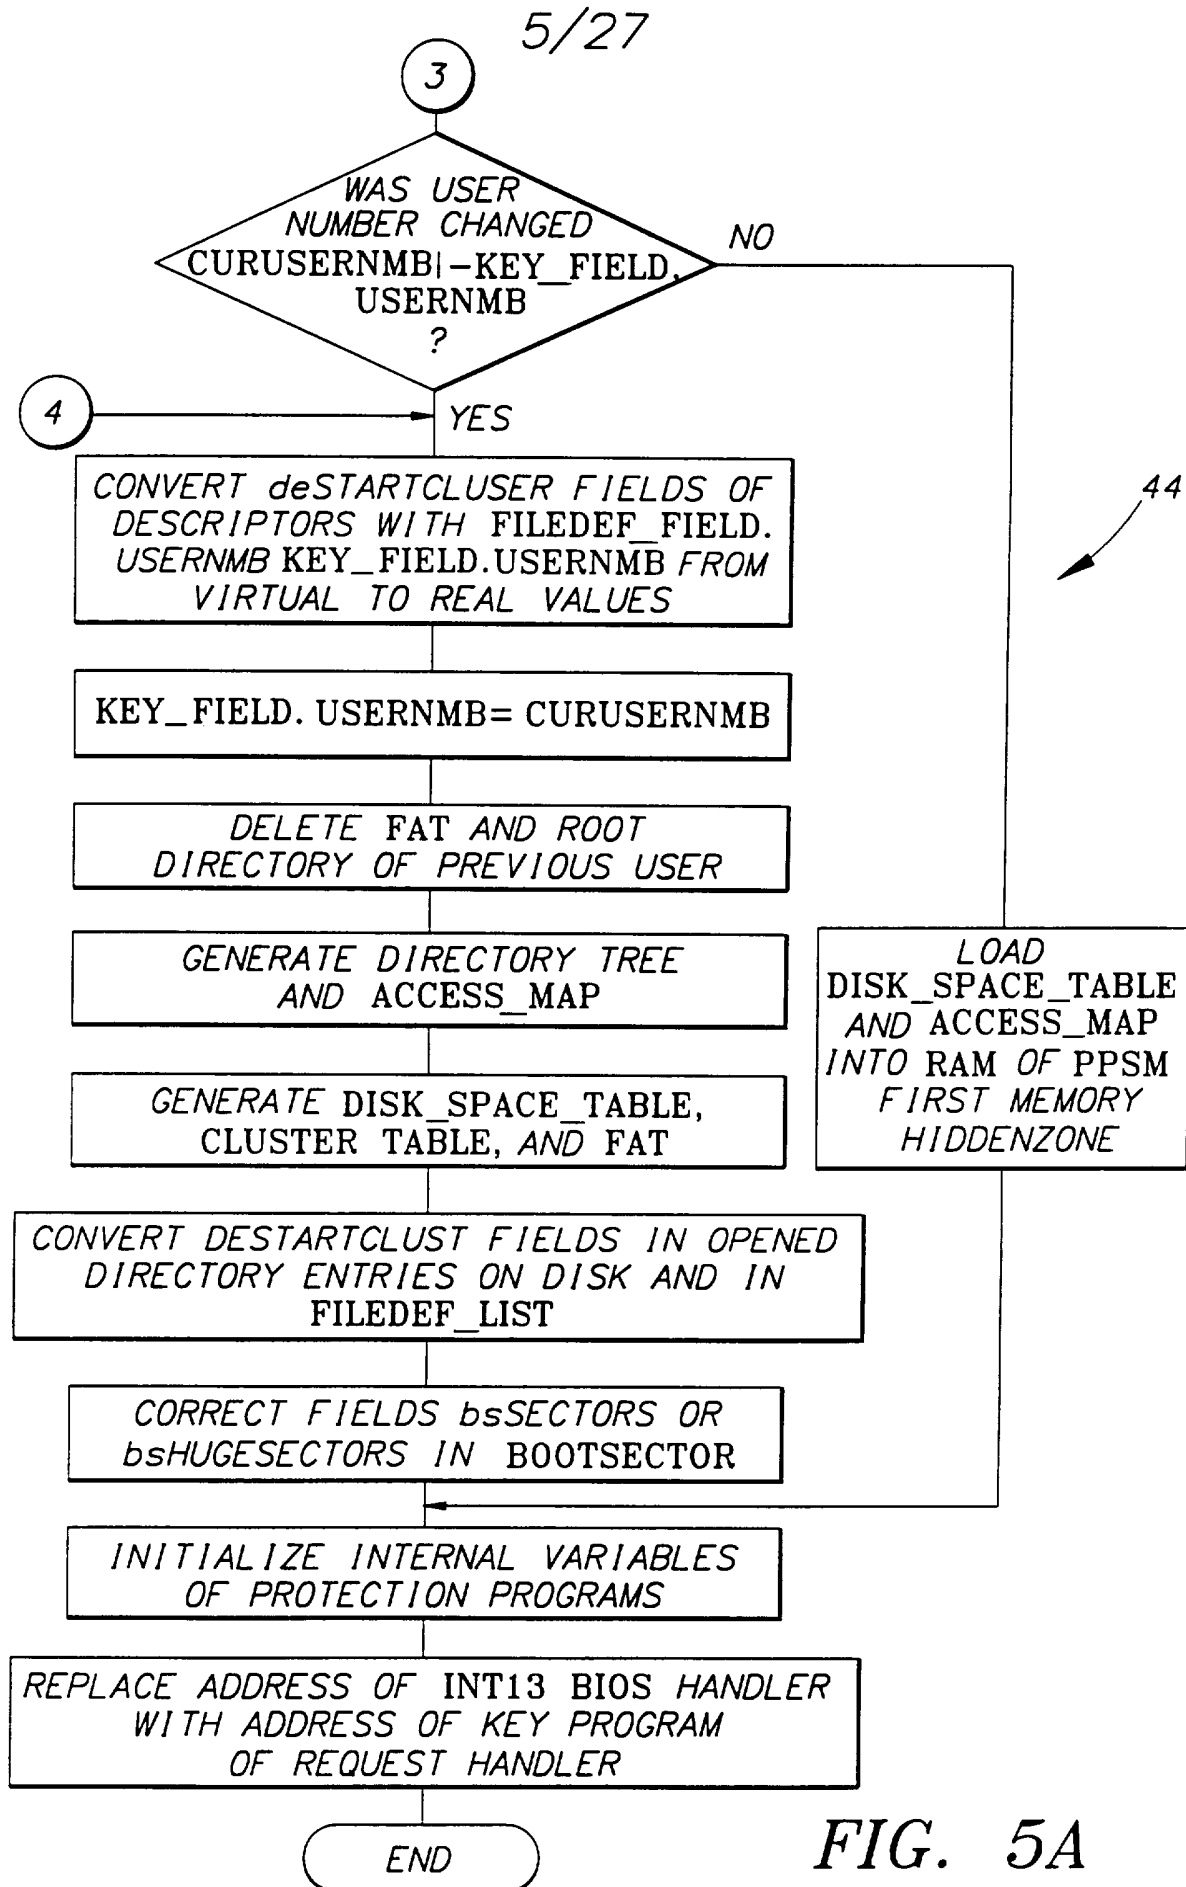 5/27
3
WAS USER
NUMBER CHANGED
CURUSERNMB|-KEY_FIELD.
USERNMB
?
NO
4
YES
CONVERT deSTARTCLUSER FIELDS OF
DESCRIPTORS WITH FILEDEF_FIELD.
USERNMB KEY_FIELD.USERNMB FROM
VIRTUAL TO REAL VALUES
44
KEY_FIELD. USERNMB= CURUSERNMB
DELETE FAT AND ROOT
DIRECTORY OF PREVIOUS USER
GENERATE DIRECTORY TREE
AND ACCESS_MAP
LOAD
DISK_SPACE_TABLE
AND ACCESS_MAP
INTO RAM OF PPSM
FIRST MEMORY
HIDDENZONE
GENERATE DISK_SPACE_TABLE,
CLUSTER TABLE, AND FAT
CONVERT DESTARTCLUST FIELDS IN OPENED
DIRECTORY ENTRIES ON DISK AND IN
FILEDEF_LIST
CORRECT FIELDS bsSECTORS OR
bsHUGESECTORS IN BOOTSECTOR
INITIALIZE INTERNAL VARIABLES
OF PROTECTION PROGRAMS
REPLACE ADDRESS OF INT13 BIOS HANDLER
WITH ADDRESS OF KEY PROGRAM
OF REQUEST HANDLER
END
FIG. 5A